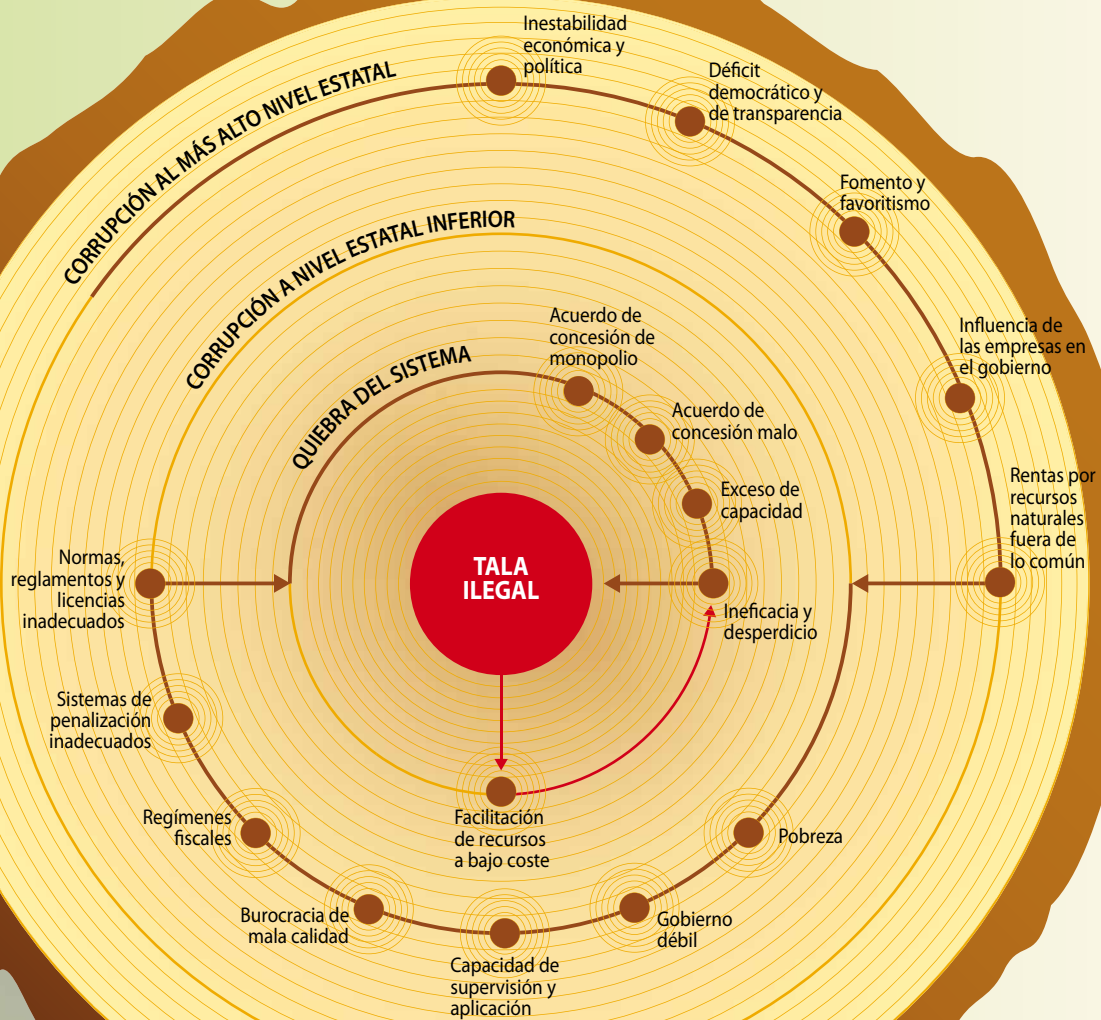 CORRUPCIÓN AL MÁS ALTO NIVEL ESTATAL
Inestabilidad
económica y
política
Déficit
democrático y
de transparencia
Fomento y
favoritismo
Influencia de
las empresas en
el gobierno
Rentas por
recursos
naturales
fuera de
lo común
CORRUPCIÓN A NIVEL ESTATAL INFERIOR
Normas,
reglamentos y
licencias
inadecuados
Sistemas de
penalización
inadecuados
Regímenes
fiscales
Burocracia de
mala calidad
Capacidad de
supervisión y
aplicación
Gobierno
débil
Pobreza
QUIEBRA DEL SISTEMA
Acuerdo de
concesión de
monopolio
Acuerdo de
concesión malo
Exceso de
capacidad
Ineficacia y
desperdicio
TALA
ILEGAL
Facilitación
de recursos
a bajo coste